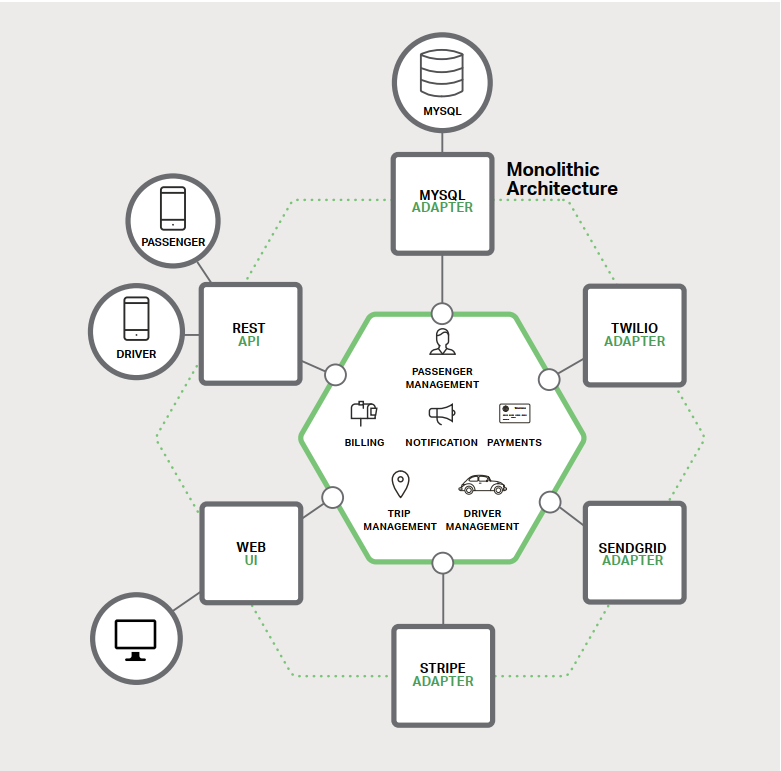 MYSQL
Monolithic
Architecture
MYSQL
ADAPTER
PASSENGER
DRIVER
REST
API
TWILIO
ADAPTER
PASSENGER
MANAGEMENT
BILLING
NOTIFICATION
PAYMENTS
TRIP
MANAGEMENT
DRIVER
MANAGEMENT
WEB
UI
SENDGRID
ADAPTER
STRIPE
ADAPTER